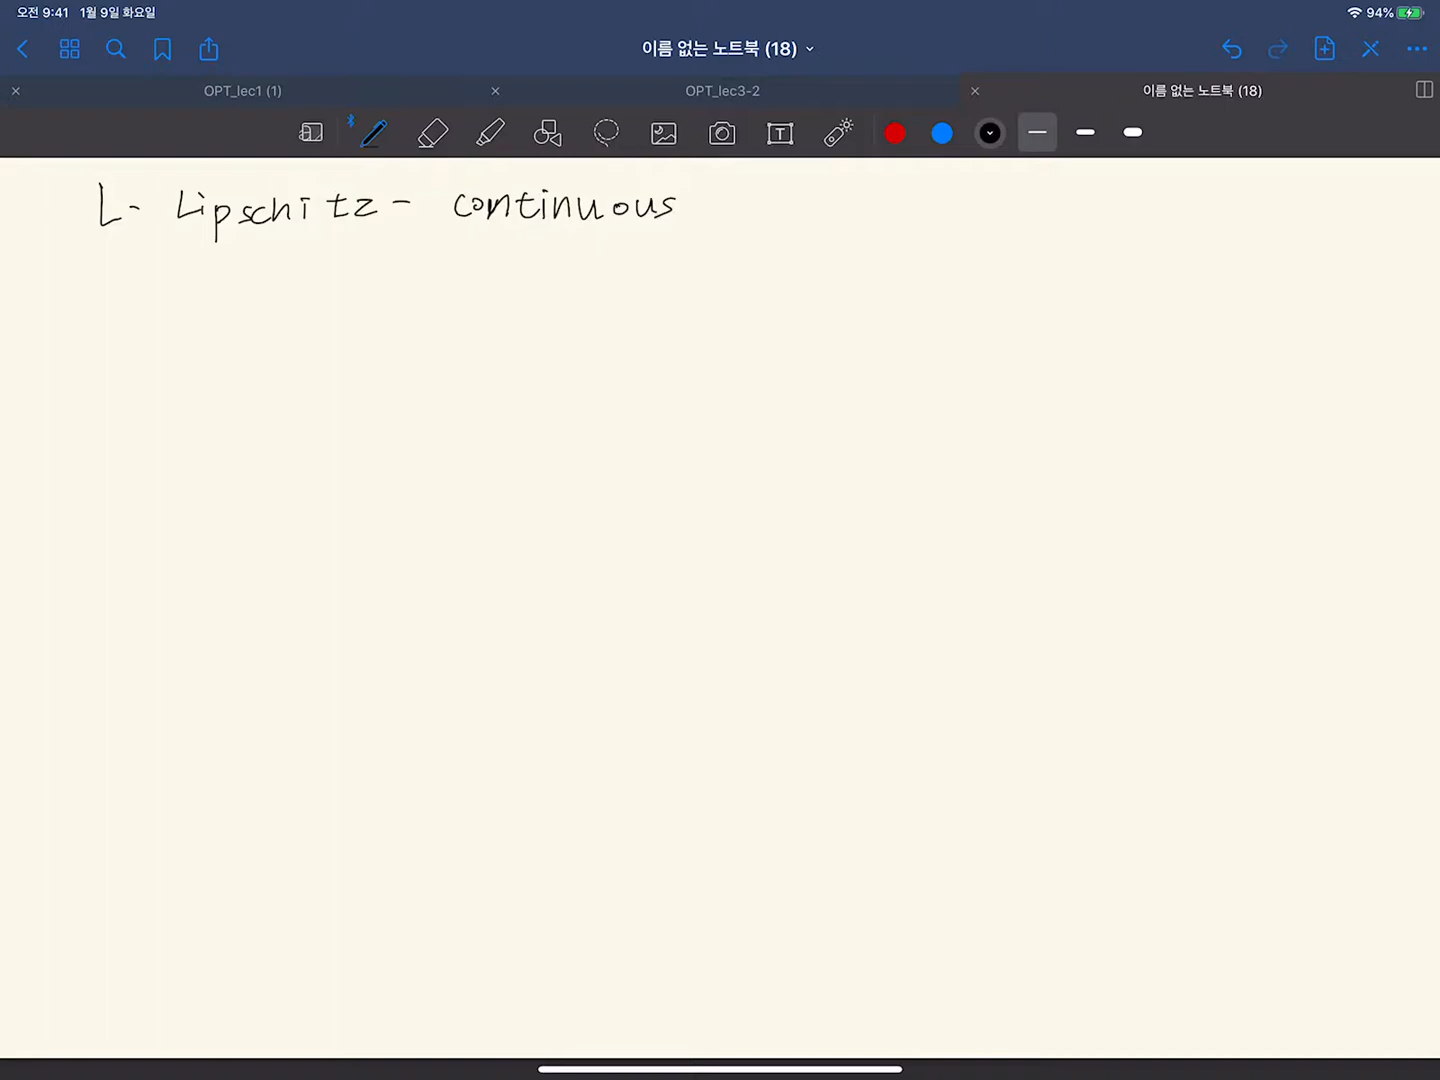 오전 9:41 1월 9일 화요일
94%
이름 없는 노트북 (18)
OPT_lec1 (1)
OPT_lec3-2
이름 없는 노트북 (18)
L- Lipschitz - continuous